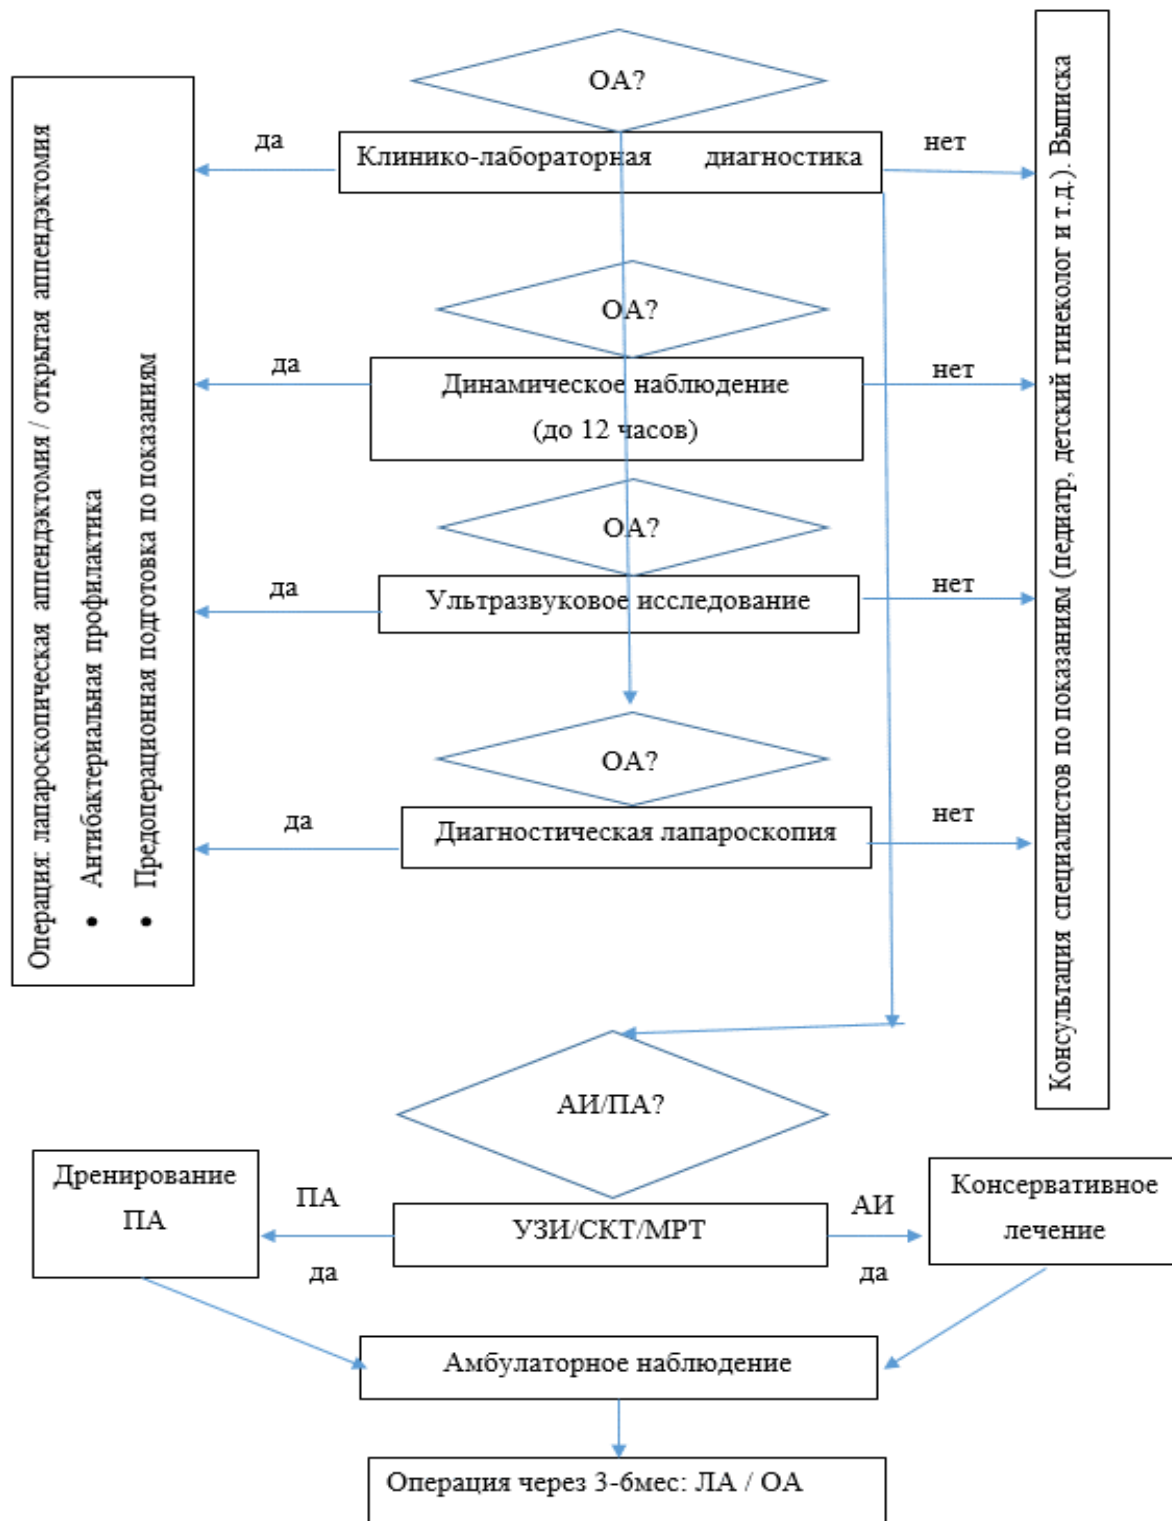 ОА?
Клинико-лабораторная диагностика
да
нет
Операция: лапароскопическая аппендэктомия / открытая аппендэктомия
• Антибактериальная профилактика
• Предоперационная подготовка по показаниям
Консультация специалистов по показаниям (педиатр, детский гинеколог и т.д.). Выписка
ОА?
Динамическое наблюдение
(до 12 часов)
да
нет
ОА?
Ультразвуковое исследование
да
нет
ОА?
Диагностическая лапароскопия
да
нет
АИ/ПА?
Дренирование
ПА
ПА
да
УЗИ/СКТ/МРТ
АИ
да
Консервативное
лечение
Амбулаторное наблюдение
Операция через 3-6мес: ЛА / ОА